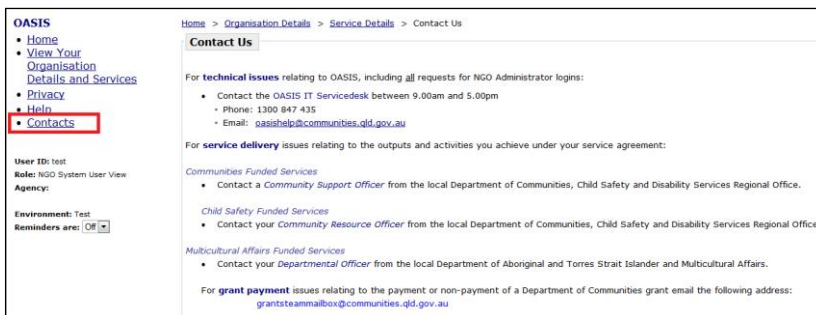 OASIS
• Home
• View Your
Organisation
Details and Services
• Privacy
• Help
• Contacts
User ID: test
Role: NGO System User View
Agency:
Environment: Test
Reminders are: Off
Home > Organisation Details > Service Details > Contact Us
Contact Us
For technical issues relating to OASIS, including all requests for NGO Administrator logins:
• Contact the OASIS IT Servicedesk between 9.00am and 5.00pm
• Phone: 1300 847 435
• Email: oasishelp@communities.qld.gov.au
For service delivery issues relating to the outputs and activities you achieve under your service agreement:
Communities Funded Services
• Contact a Community Support Officer from the local Department of Communities, Child Safety and Disability Services Regional Office.
Child Safety Funded Services
• Contact your Community Resource Officer from the local Department of Communities, Child Safety and Disability Services Regional Office
Multicultural Affairs Funded Services
• Contact your Departmental Officer from the local Department of Aboriginal and Torres Strait Islander and Multicultural Affairs.
For grant payment issues relating to the payment or non-payment of a Department of Communities grant email the following address:
grantsteammailbox@communities.qld.gov.au